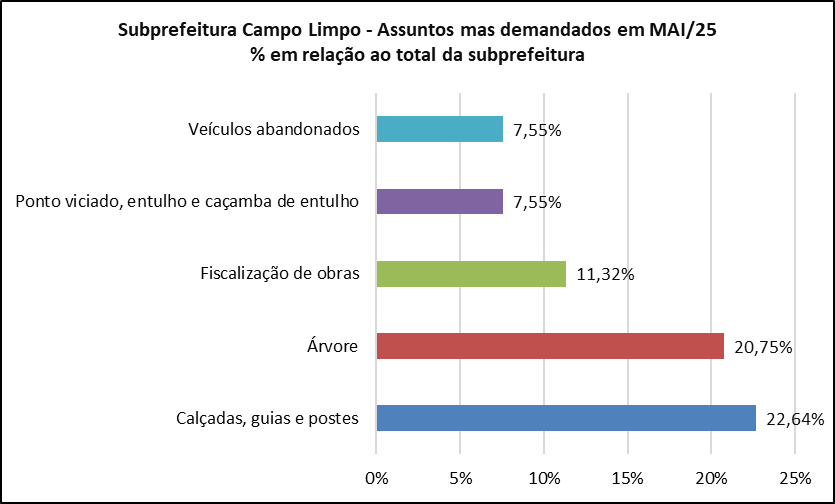 Subprefeitura Campo Limpo - Assuntos mas demandados em MAI/25
% em relação ao total da subprefeitura
Veículos abandonados
7,55%
Ponto viciado, entulho e caçamba de entulho
7,55%
Fiscalização de obras
11,32%
Árvore
20,75%
Calçadas, guias e postes
22,64%
0%
5%
10%
15%
20%
25%